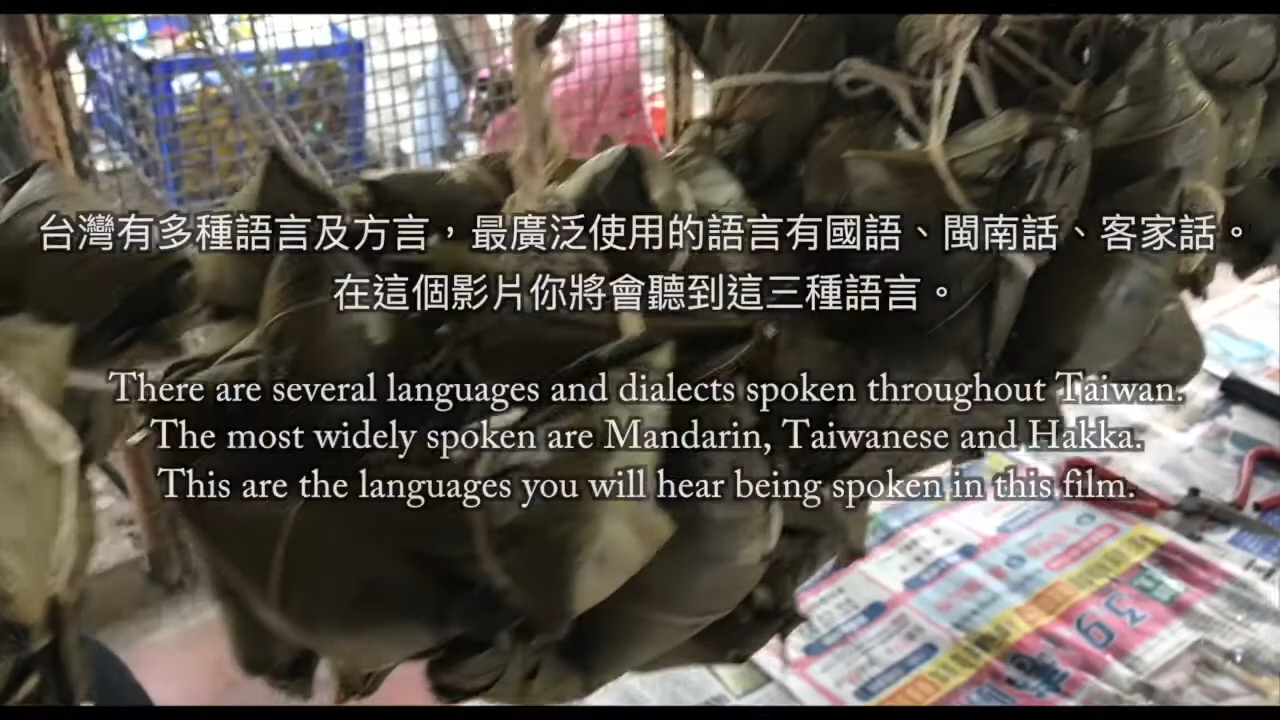 台灣有多種語言及方言，最廣泛使用的語言有國語、閩南話、客家話。
在這個影片你將會聽到這三種語言。
There are several languages and dialects spoken throughout Taiwan.
The most widely spoken are Mandarin, Taiwanese and Hakka.
This are the languages you will hear being spoken in this film.
39